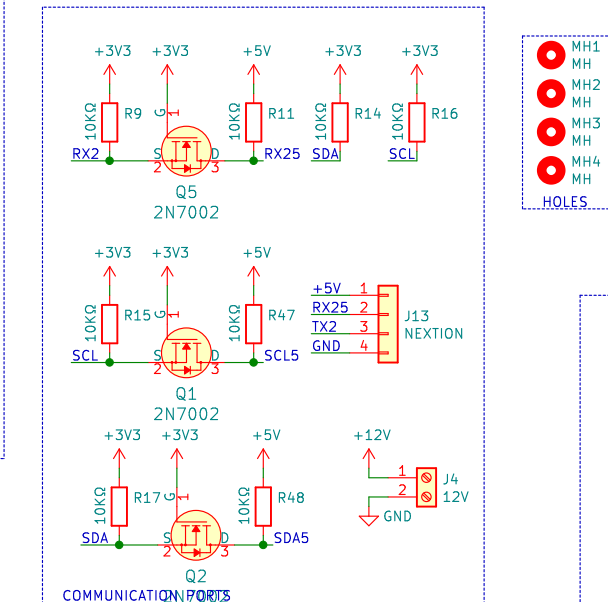 +3V3 +3V3 +5V +3V3 +3V3
10KΩ R9 G 1 10KΩ R11 10KΩ R14 10KΩ R16
RX2 S D RX25 SDA SCL
2 3
Q5
2N7002
MH1
MH
MH2
MH
MH3
MH
MH4
MH
HOLES
+3V3 +3V3 +5V
10KΩ R15 G 1 10KΩ R47
SCL S D SCL5
2 3
Q1
2N7002
+5V 1
RX25 2
TX2 3
GND 4
J13
NEXTION
+3V3 +3V3 +5V
10KΩ R17 G 1 10KΩ R48
SDA S D SDA5
2 3
Q2
2N7002
+12V
1
2
J4
12V
GND
COMMUNICATION PORTS